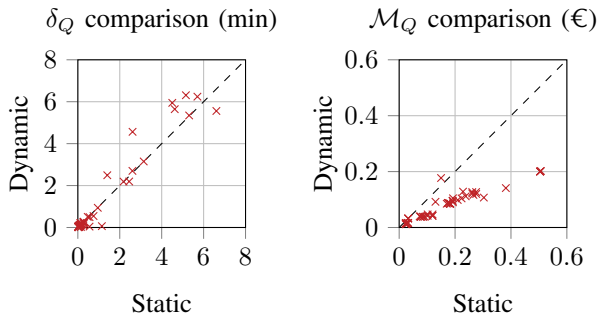 δ_Q comparison (min)
8
6
4
2
0
0 2 4 6 8
Dynamic
Static
ℳ_Q comparison (€)
0.6
0.4
0.2
0
0 0.2 0.4 0.6
Dynamic
Static